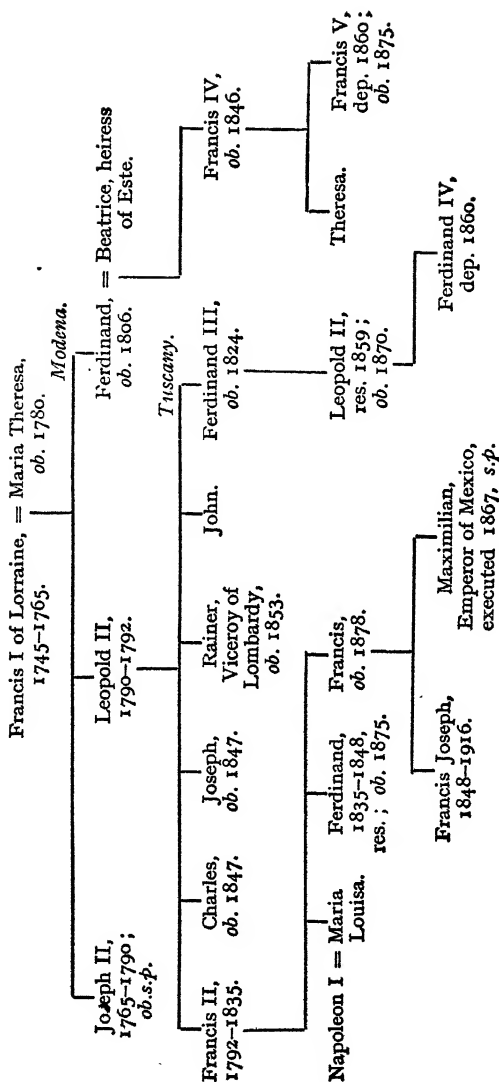 Francis I of Lorraine, = Maria Theresa,
1745–1765. ob. 1780.
Modena.
Joseph II,
1765–1790;
ob.s.p.
Leopold II,
1790–1792.
Ferdinand,
ob. 1806.
= Beatrice, heiress
of Este.
Tuscany.
Francis II,
1792–1835.
Charles,
ob. 1847.
Joseph,
ob. 1847.
Rainer,
Viceroy of
Lombardy,
ob. 1853.
John.
Ferdinand III,
ob. 1824.
Francis IV,
ob. 1846.
Napoleon I = Maria
Louisa.
Ferdinand,
1835–1848,
res.; ob. 1875.
Francis,
ob. 1878.
Leopold II,
res. 1859;
ob. 1870.
Theresa.
Francis V,
dep. 1860;
ob. 1875.
Francis Joseph,
1848–1916.
Maximilian,
Emperor of Mexico,
executed 1867, s.p.
Ferdinand IV,
dep. 1860.